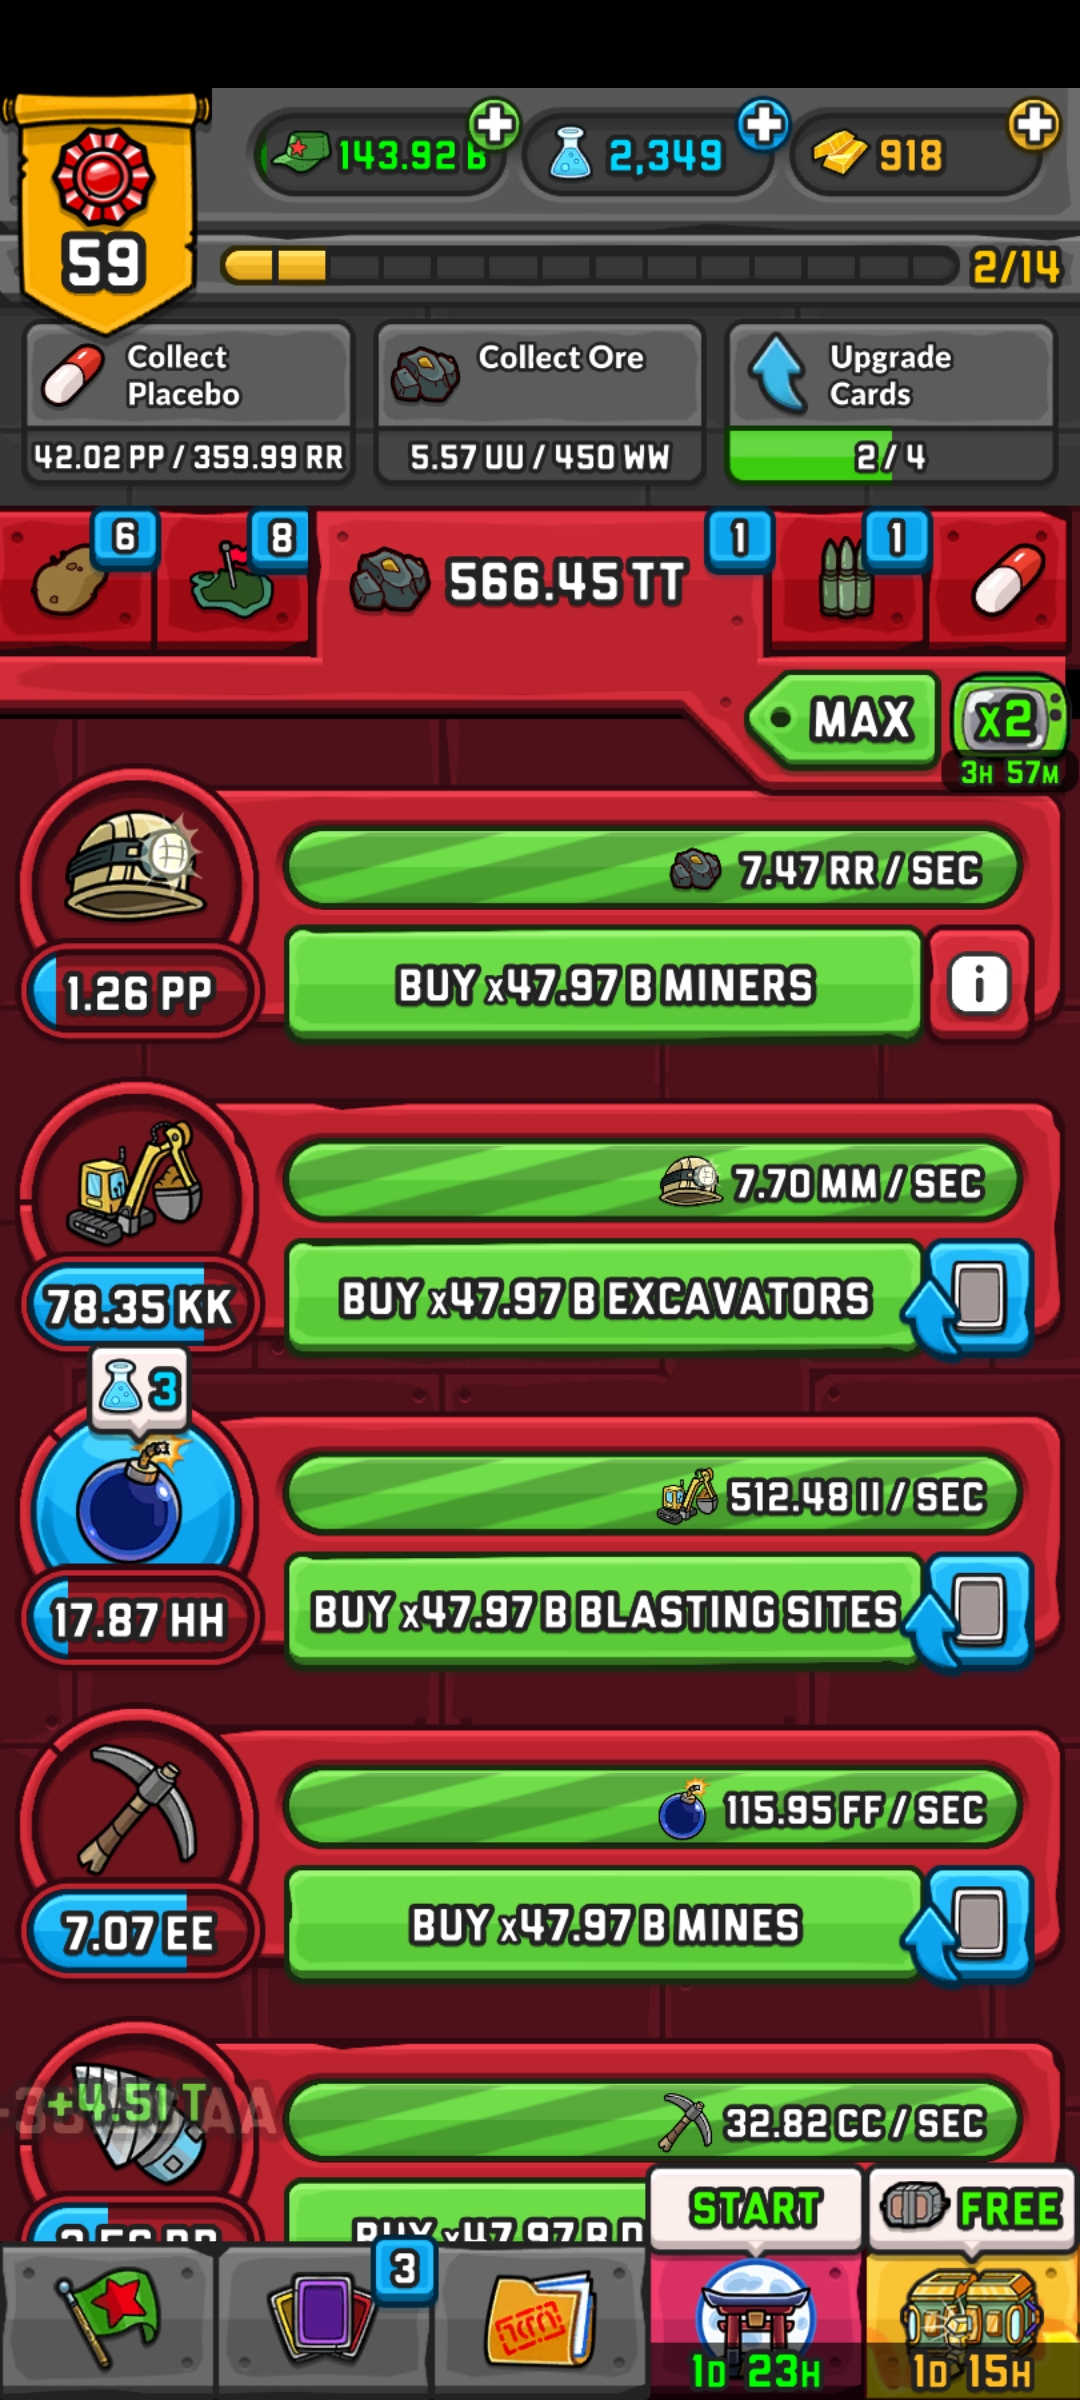 143.92 B
2,349
918
59
2/14
Collect
Placebo
42.02 PP / 359.99 RR
Collect Ore
5.57 UU / 450 WW
Upgrade
Cards
2 / 4
6
8
566.45 TT
1
1
MAX
x2
3H 57M
7.47 RR / SEC
1.26 PP
BUY x47.97 B MINERS
i
7.70 MM / SEC
78.35 KK
BUY x47.97 B EXCAVATORS
3
512.48 II / SEC
17.87 HH
BUY x47.97 B BLASTING SITES
115.95 FF / SEC
7.07 EE
BUY x47.97 B MINES
+4.51 T
32.82 CC / SEC
BUY x47.97 B
START
FREE
3
1D 23H
1D 15H